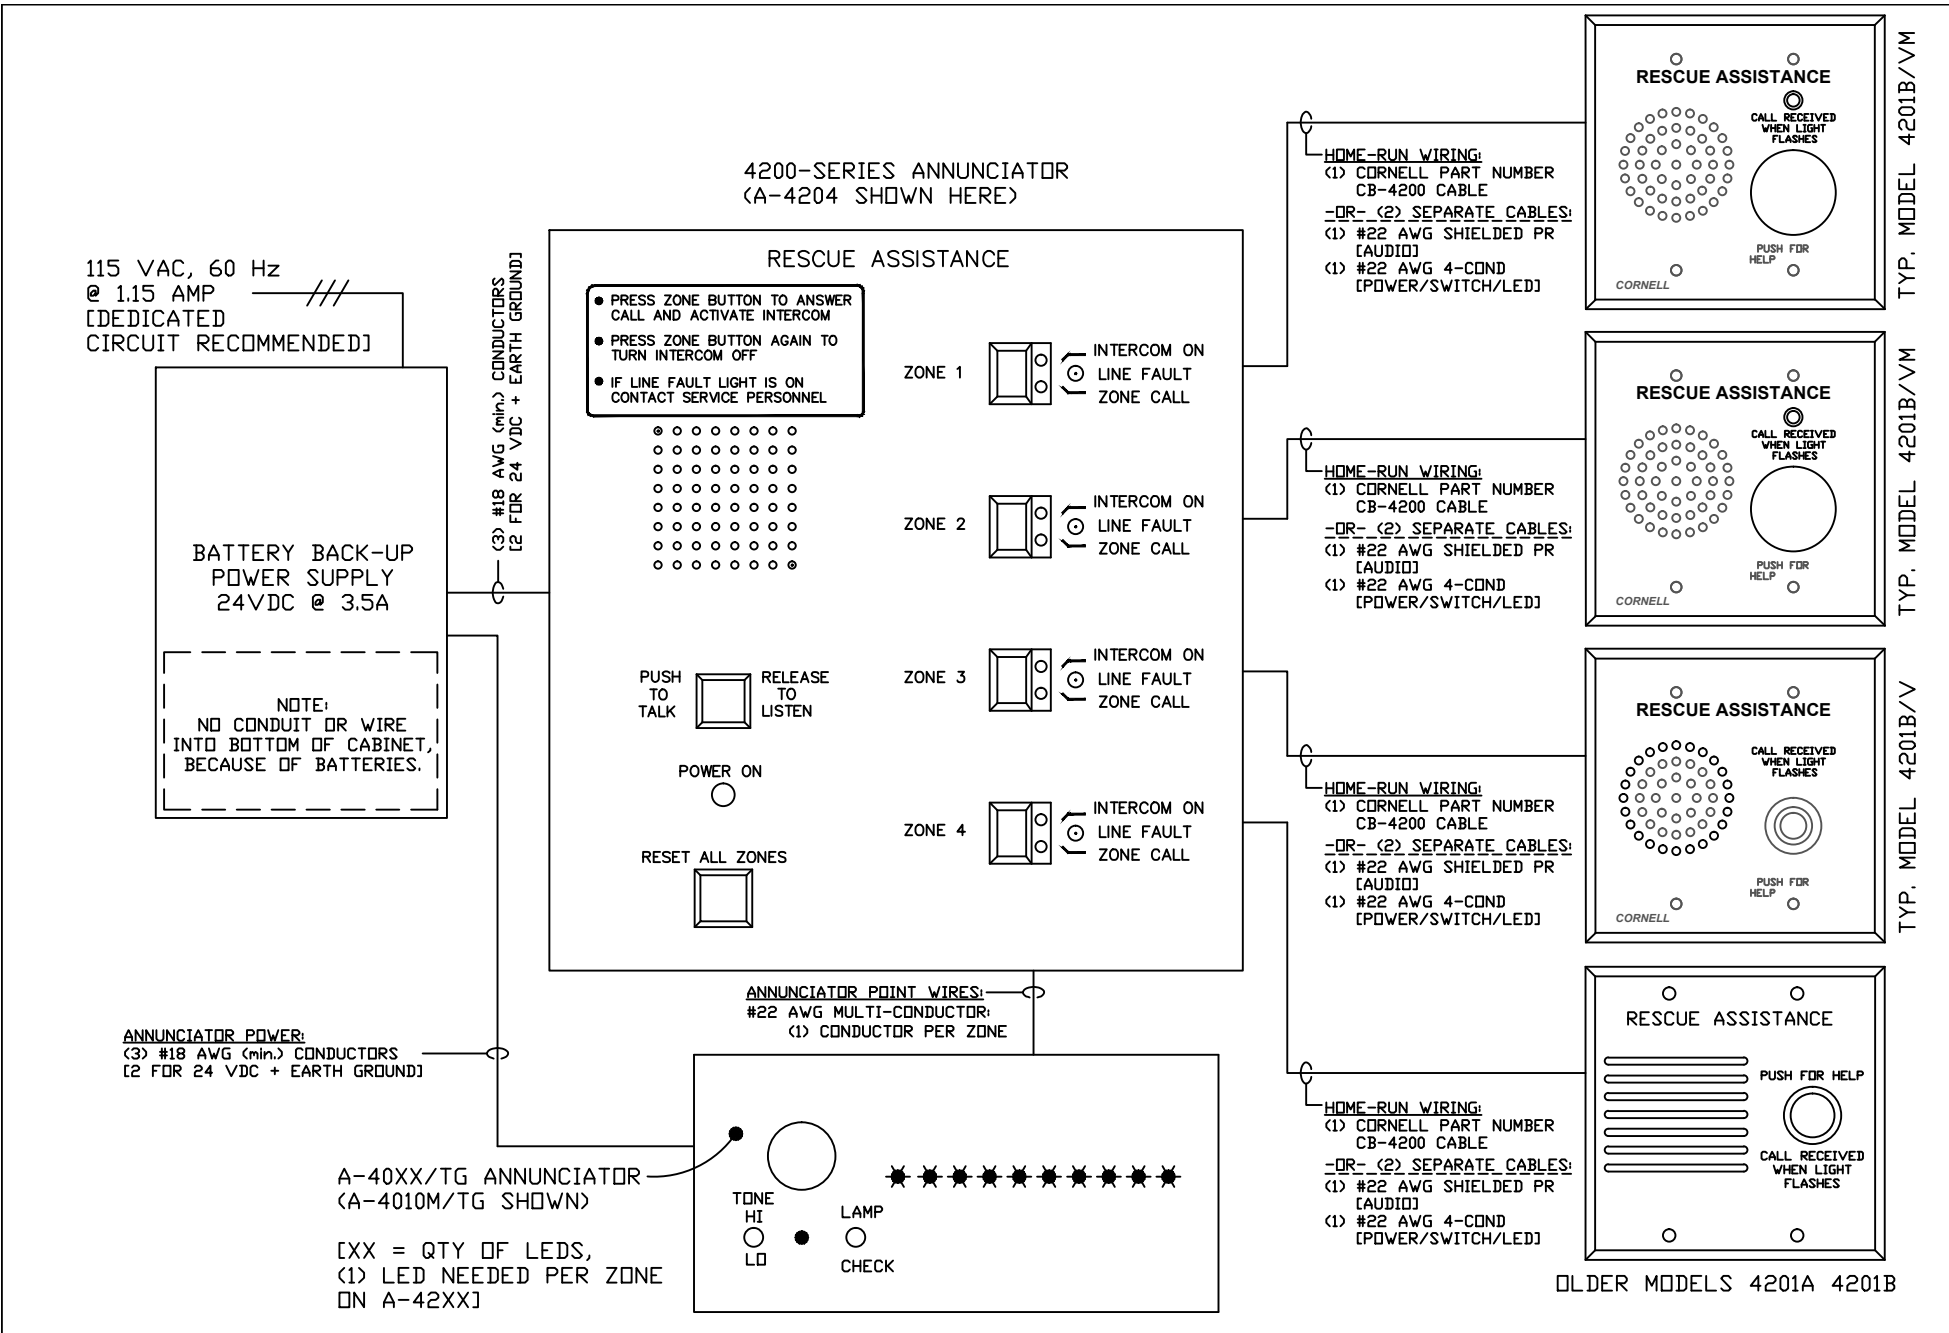 4200-SERIES ANNUNCIATOR
(A-4204 SHOWN HERE)
115 VAC, 60 Hz
@ 1.15 AMP
[DEDICATED
CIRCUIT RECOMMENDED]
BATTERY BACK-UP
POWER SUPPLY
24VDC @ 3.5A
NOTE:
NO CONDUIT OR WIRE
INTO BOTTOM OF CABINET,
BECAUSE OF BATTERIES.
(3) #18 AWG (min.) CONDUCTORS
[2 FOR 24 VDC + EARTH GROUND]
RESCUE ASSISTANCE
● PRESS ZONE BUTTON TO ANSWER
CALL AND ACTIVATE INTERCOM
● PRESS ZONE BUTTON AGAIN TO
TURN INTERCOM OFF
● IF LINE FAULT LIGHT IS ON
CONTACT SERVICE PERSONNEL
ZONE 1
INTERCOM ON
LINE FAULT
ZONE CALL
ZONE 2
INTERCOM ON
LINE FAULT
ZONE CALL
ZONE 3
INTERCOM ON
LINE FAULT
ZONE CALL
ZONE 4
INTERCOM ON
LINE FAULT
ZONE CALL
PUSH
TO
TALK
RELEASE
TO
LISTEN
POWER ON
RESET ALL ZONES
ANNUNCIATOR POINT WIRES:
#22 AWG MULTI-CONDUCTOR:
(1) CONDUCTOR PER ZONE
ANNUNCIATOR POWER:
(3) #18 AWG (min.) CONDUCTORS
[2 FOR 24 VDC + EARTH GROUND]
A-40XX/TG ANNUNCIATOR
(A-4010M/TG SHOWN)
[XX = QTY OF LEDS,
(1) LED NEEDED PER ZONE
ON A-42XX]
TONE
HI
LO
LAMP
CHECK
HOME-RUN WIRING:
(1) CORNELL PART NUMBER
CB-4200 CABLE
-OR- (2) SEPARATE CABLES:
(1) #22 AWG SHIELDED PR
[AUDIO]
(1) #22 AWG 4-COND
[POWER/SWITCH/LED]
RESCUE ASSISTANCE
CALL RECEIVED
WHEN LIGHT
FLASHES
PUSH FOR
HELP
CORNELL
TYP. MODEL 4201B/VM
HOME-RUN WIRING:
(1) CORNELL PART NUMBER
CB-4200 CABLE
-OR- (2) SEPARATE CABLES:
(1) #22 AWG SHIELDED PR
[AUDIO]
(1) #22 AWG 4-COND
[POWER/SWITCH/LED]
RESCUE ASSISTANCE
CALL RECEIVED
WHEN LIGHT
FLASHES
PUSH FOR
HELP
CORNELL
TYP. MODEL 4201B/VM
HOME-RUN WIRING:
(1) CORNELL PART NUMBER
CB-4200 CABLE
-OR- (2) SEPARATE CABLES:
(1) #22 AWG SHIELDED PR
[AUDIO]
(1) #22 AWG 4-COND
[POWER/SWITCH/LED]
RESCUE ASSISTANCE
CALL RECEIVED
WHEN LIGHT
FLASHES
PUSH FOR
HELP
CORNELL
TYP. MODEL 4201B/V
HOME-RUN WIRING:
(1) CORNELL PART NUMBER
CB-4200 CABLE
-OR- (2) SEPARATE CABLES:
(1) #22 AWG SHIELDED PR
[AUDIO]
(1) #22 AWG 4-COND
[POWER/SWITCH/LED]
RESCUE ASSISTANCE
PUSH FOR HELP
CALL RECEIVED
WHEN LIGHT
FLASHES
OLDER MODELS 4201A 4201B